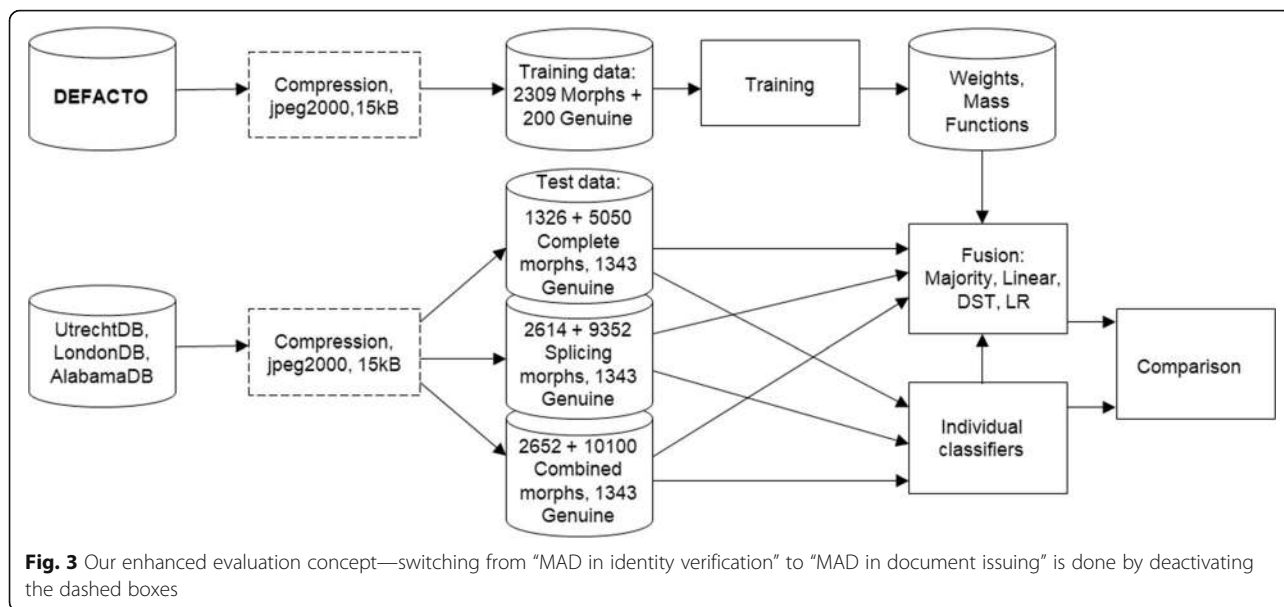 DEFACTO
Compression,
jpeg2000,15kB
Training data:
2309 Morphs +
200 Genuine
Training
Weights,
Mass
Functions
Test data:
1326 + 5050
Complete
morphs, 1343
Genuine
2614 + 9352
Splicing
morphs, 1343
Genuine
2652 + 10100
Combined
morphs, 1343
Genuine
UtrechtDB,
LondonDB,
AlabamaDB
Compression,
jpeg2000, 15kB
Fusion:
Majority, Linear,
DST, LR
Individual
classifiers
Comparison
Fig. 3 Our enhanced evaluation concept—switching from “MAD in identity verification” to “MAD in document issuing” is done by deactivating
the dashed boxes